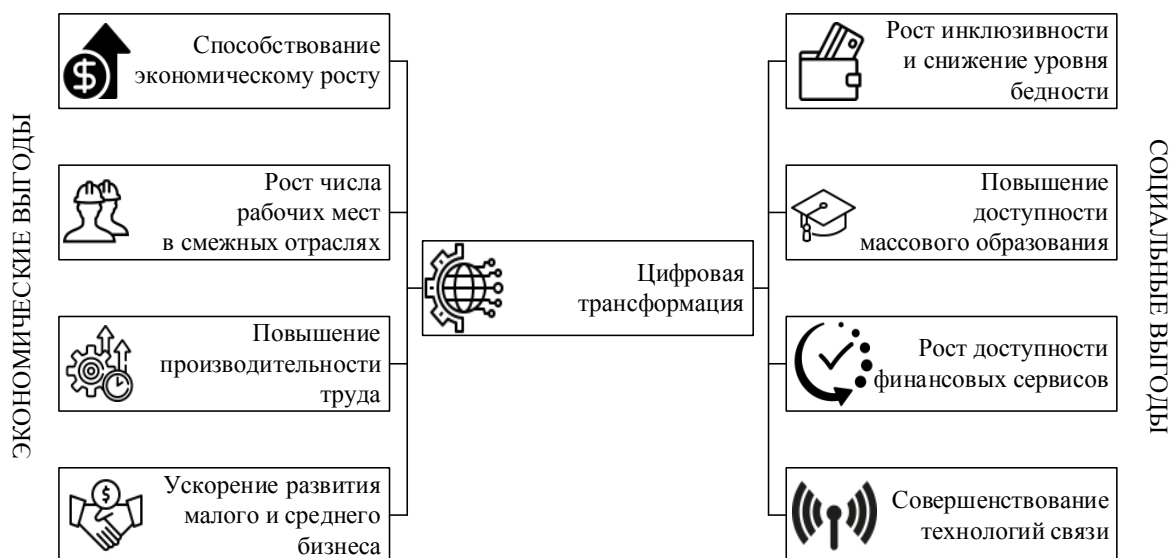 ЭКОНОМИЧЕСКИЕ ВЫГОДЫ
Способствование
экономическому росту
Рост числа
рабочих мест
в смежных отраслях
Повышение
производительности
труда
Ускорение развития
малого и среднего
бизнеса
Цифровая
трансформация
Рост инклюзивности
и снижение уровня
бедности
Повышение
доступности
массового образования
Рост доступности
финансовых сервисов
Совершенствование
технологий связи
СОЦИАЛЬНЫЕ ВЫГОДЫ